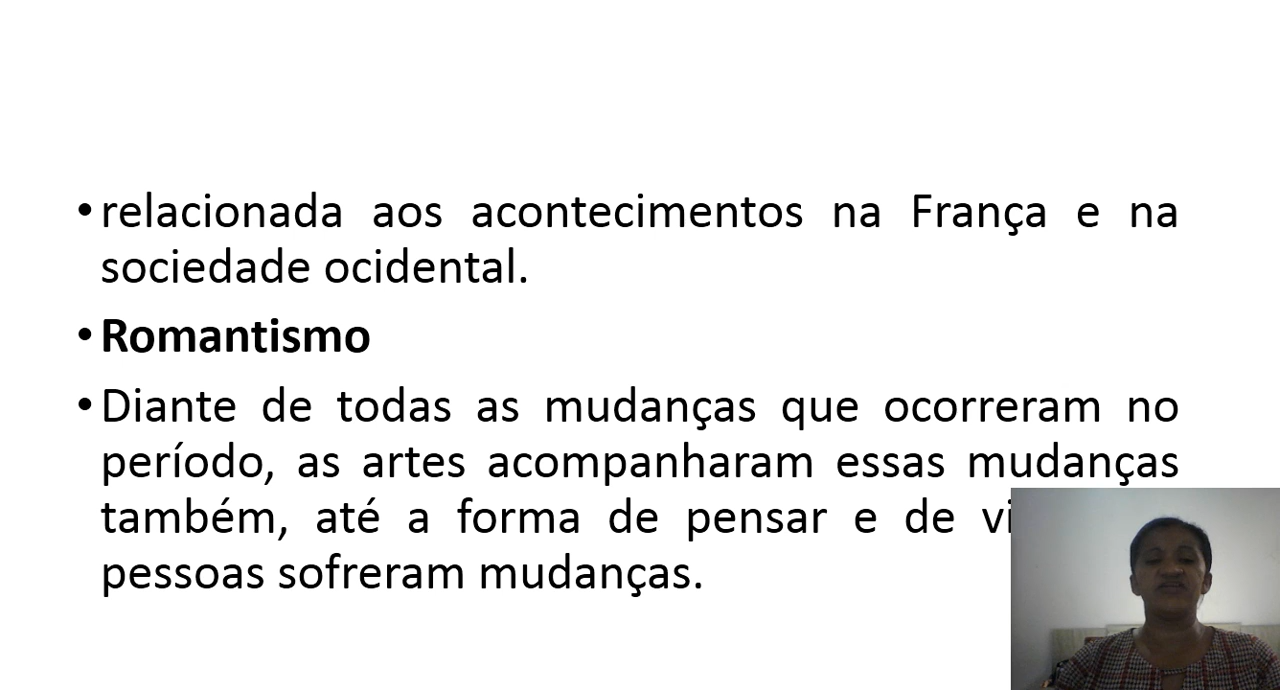 • relacionada aos acontecimentos na França e na
sociedade ocidental.
• Romantismo
• Diante de todas as mudanças que ocorreram no
período, as artes acompanharam essas mudanças
também, até a forma de pensar e de
pessoas sofreram mudanças.